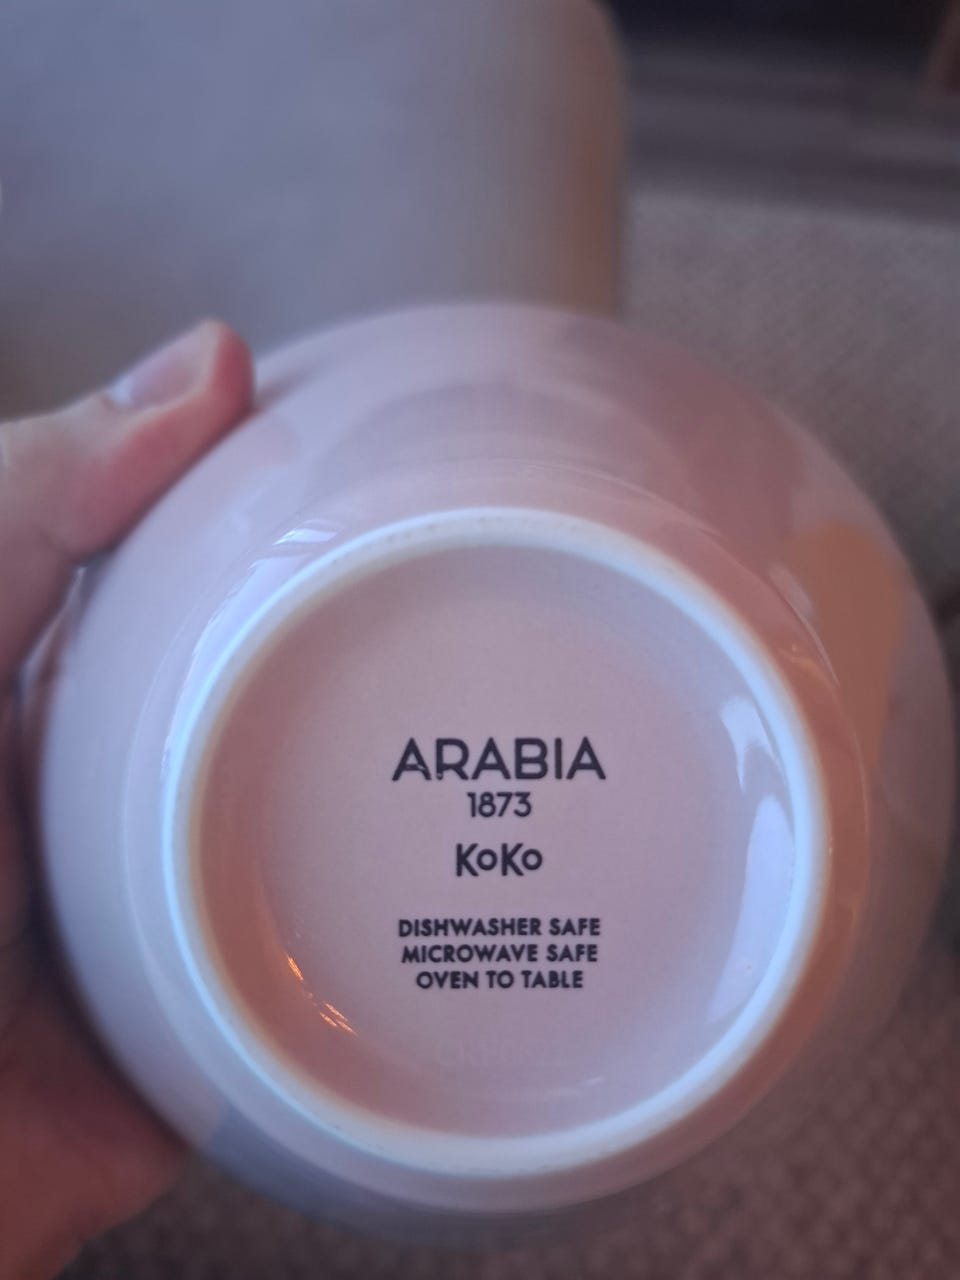 ARABIA
1873
KoKo
DISHWASHER SAFE
MICROWAVE SAFE
OVEN TO TABLE